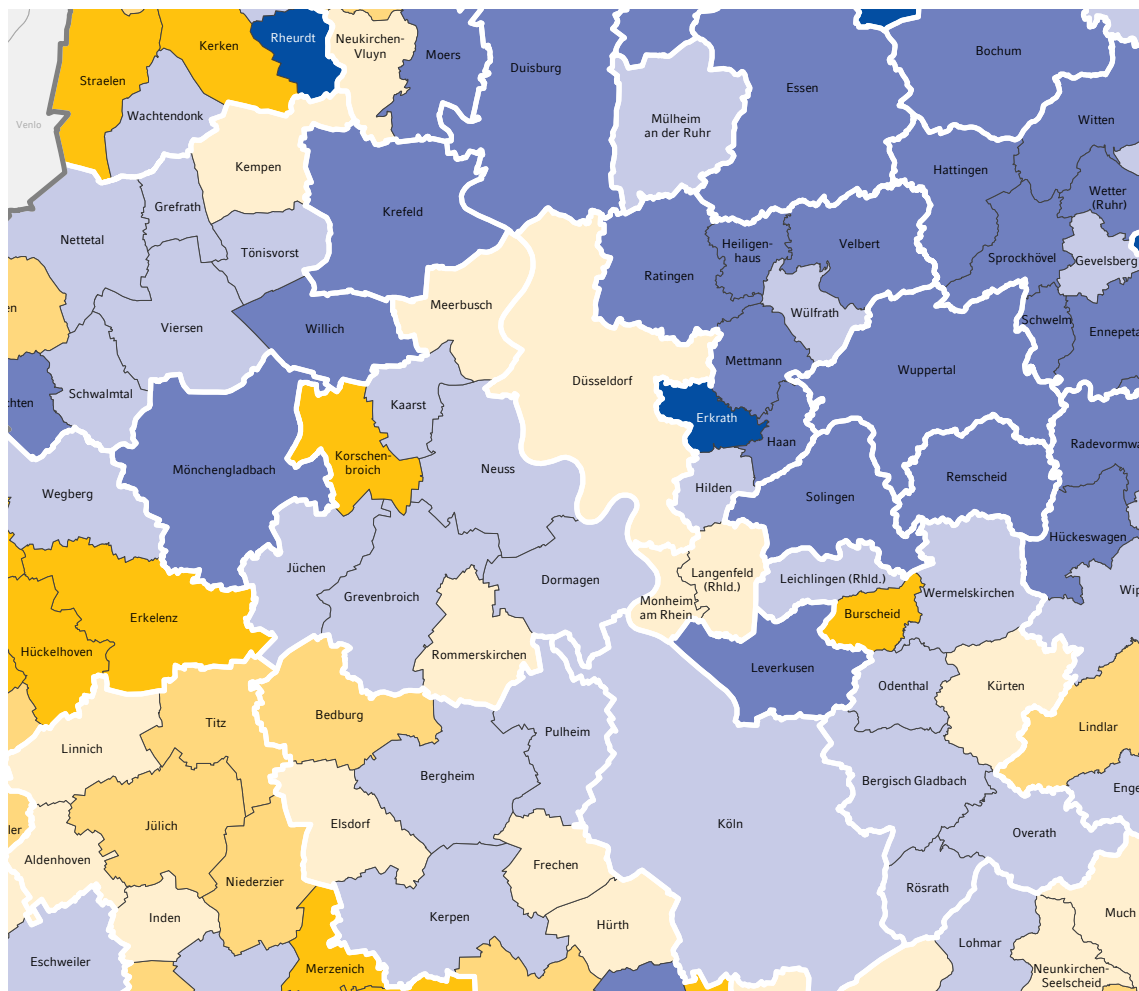 Rheurdt
Kerken
Neukirchen-
Vluyn
Moers
Duisburg
Bochum
Straelen
Essen
Wachtendonk
Venlo
Mülheim
an der Ruhr
Witten
Kempen
Hattingen
Wetter
(Ruhr)
Grefrath
Krefeld
Nettetal
Tönisvorst
Heiligen-
haus
Velbert
Sprockhövel
Gevelsberg
Ratingen
en
Meerbusch
Wülfrath
Viersen
Willich
Schwelm
Ennepeta
Mettmann
Wuppertal
Düsseldorf
Schwalmtal
chten
Kaarst
Erkrath
Haan
Radevormwa
Korschen-
broich
Mönchengladbach
Neuss
Remscheid
Wegberg
Hilden
Solingen
Hückeswagen
Jüchen
Dormagen
Langenfeld
(Rhld.)
Leichlingen (Rhld.)
Grevenbroich
Wermelskirchen
Wip
Monheim
am Rhein
Burscheid
Erkelenz
Hückelhoven
Rommerskirchen
Leverkusen
Odenthal
Kürten
Bedburg
Titz
Lindlar
Pulheim
Linnich
Bergheim
Bergisch Gladbach
Enge
Jülich
Elsdorf
Köln
ler
Overath
Aldenhoven
Frechen
Niederzier
Rösrath
Inden
Kerpen
Hürth
Much
Lohmar
Eschweiler
Merzenich
Neunkirchen-
Seelscheid